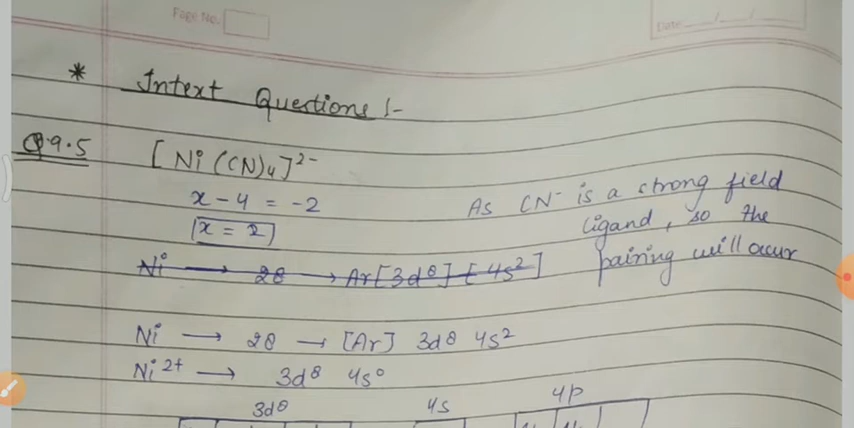 Page No.
Date
* Intext Questions :-
Q 9.5 [Ni(CN)4]2-
x - 4 = -2
x = 2
As CN- is a strong field
ligand, so the
pairing will occur
Ni → 28 → Ar[3d8] [4s2]
Ni → 28 → [Ar] 3d8 4s2
Ni2+ → 3d8 4s0
3d8 4s 4p